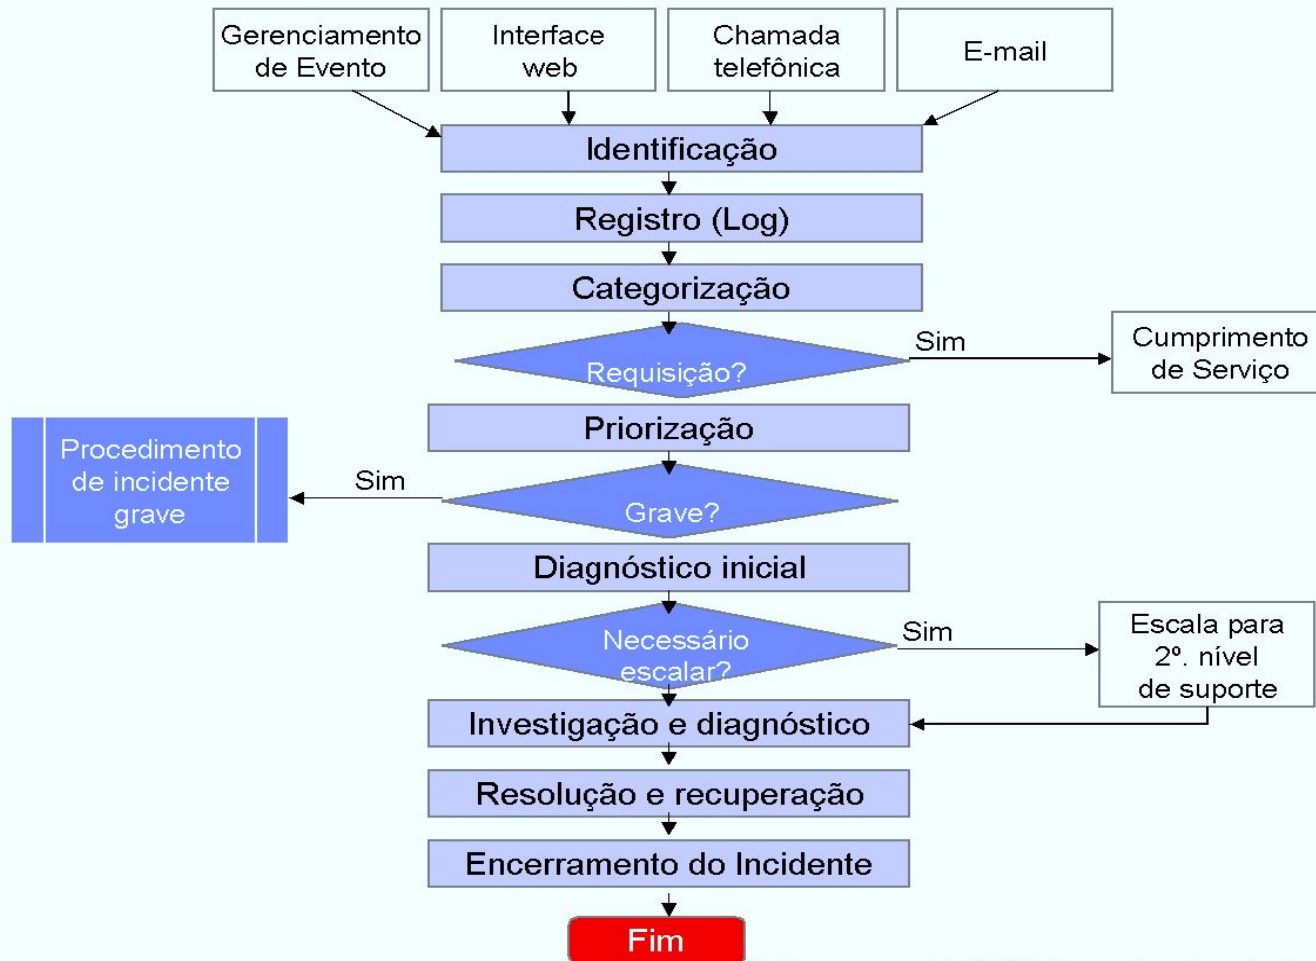 Gerenciamento
de Evento
Interface
web
Chamada
telefônica
E-mail
Identificação
Registro (Log)
Categorização
Requisição?
Sim
Cumprimento
de Serviço
Priorização
Procedimento
de incidente
grave
Sim
Grave?
Diagnóstico inicial
Necessário
escalar?
Sim
Escala para
2º. nível
de suporte
Investigação e diagnóstico
Resolução e recuperação
Encerramento do Incidente
Fim